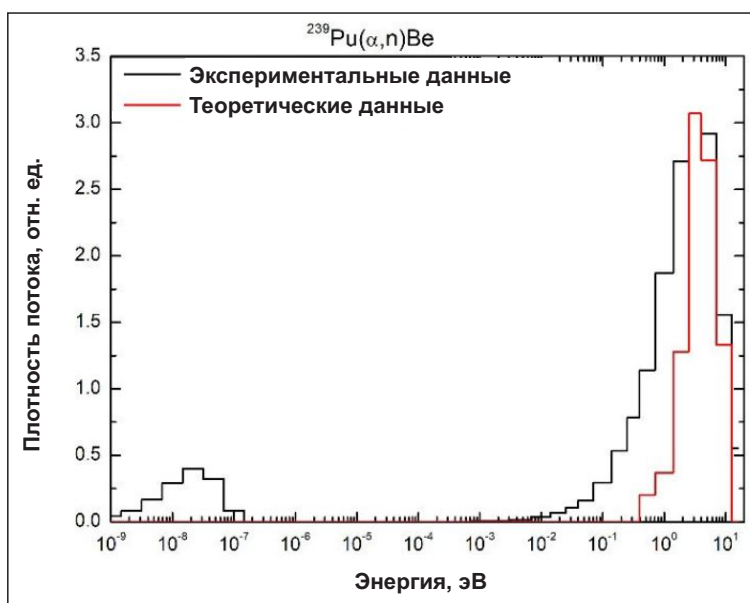 ²³⁹Pu(α,n)Be
Экспериментальные данные
Теоретические данные
Плотность потока, отн. ед.
3.5
3.0
2.5
2.0
1.5
1.0
0.5
0.0
10⁻⁹ 10⁻⁸ 10⁻⁷ 10⁻⁶ 10⁻⁵ 10⁻⁴ 10⁻³ 10⁻² 10⁻¹ 10⁰ 10¹
Энергия, эВ